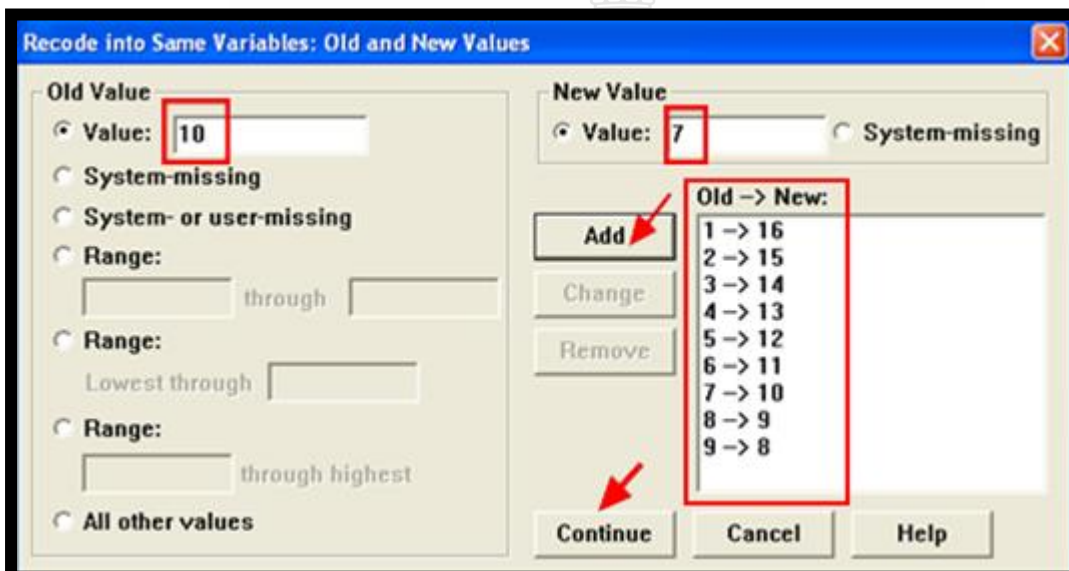 Recode into Same Variables: Old and New Values
Old Value
Value: 10
System-missing
System- or user-missing
Range:
through
Range:
Lowest through
Range:
through highest
All other values
New Value
Value: 7
System-missing
Old --> New:
Add
Change
Remove
1 --> 16
2 --> 15
3 --> 14
4 --> 13
5 --> 12
6 --> 11
7 --> 10
8 --> 9
9 --> 8
Continue
Cancel
Help